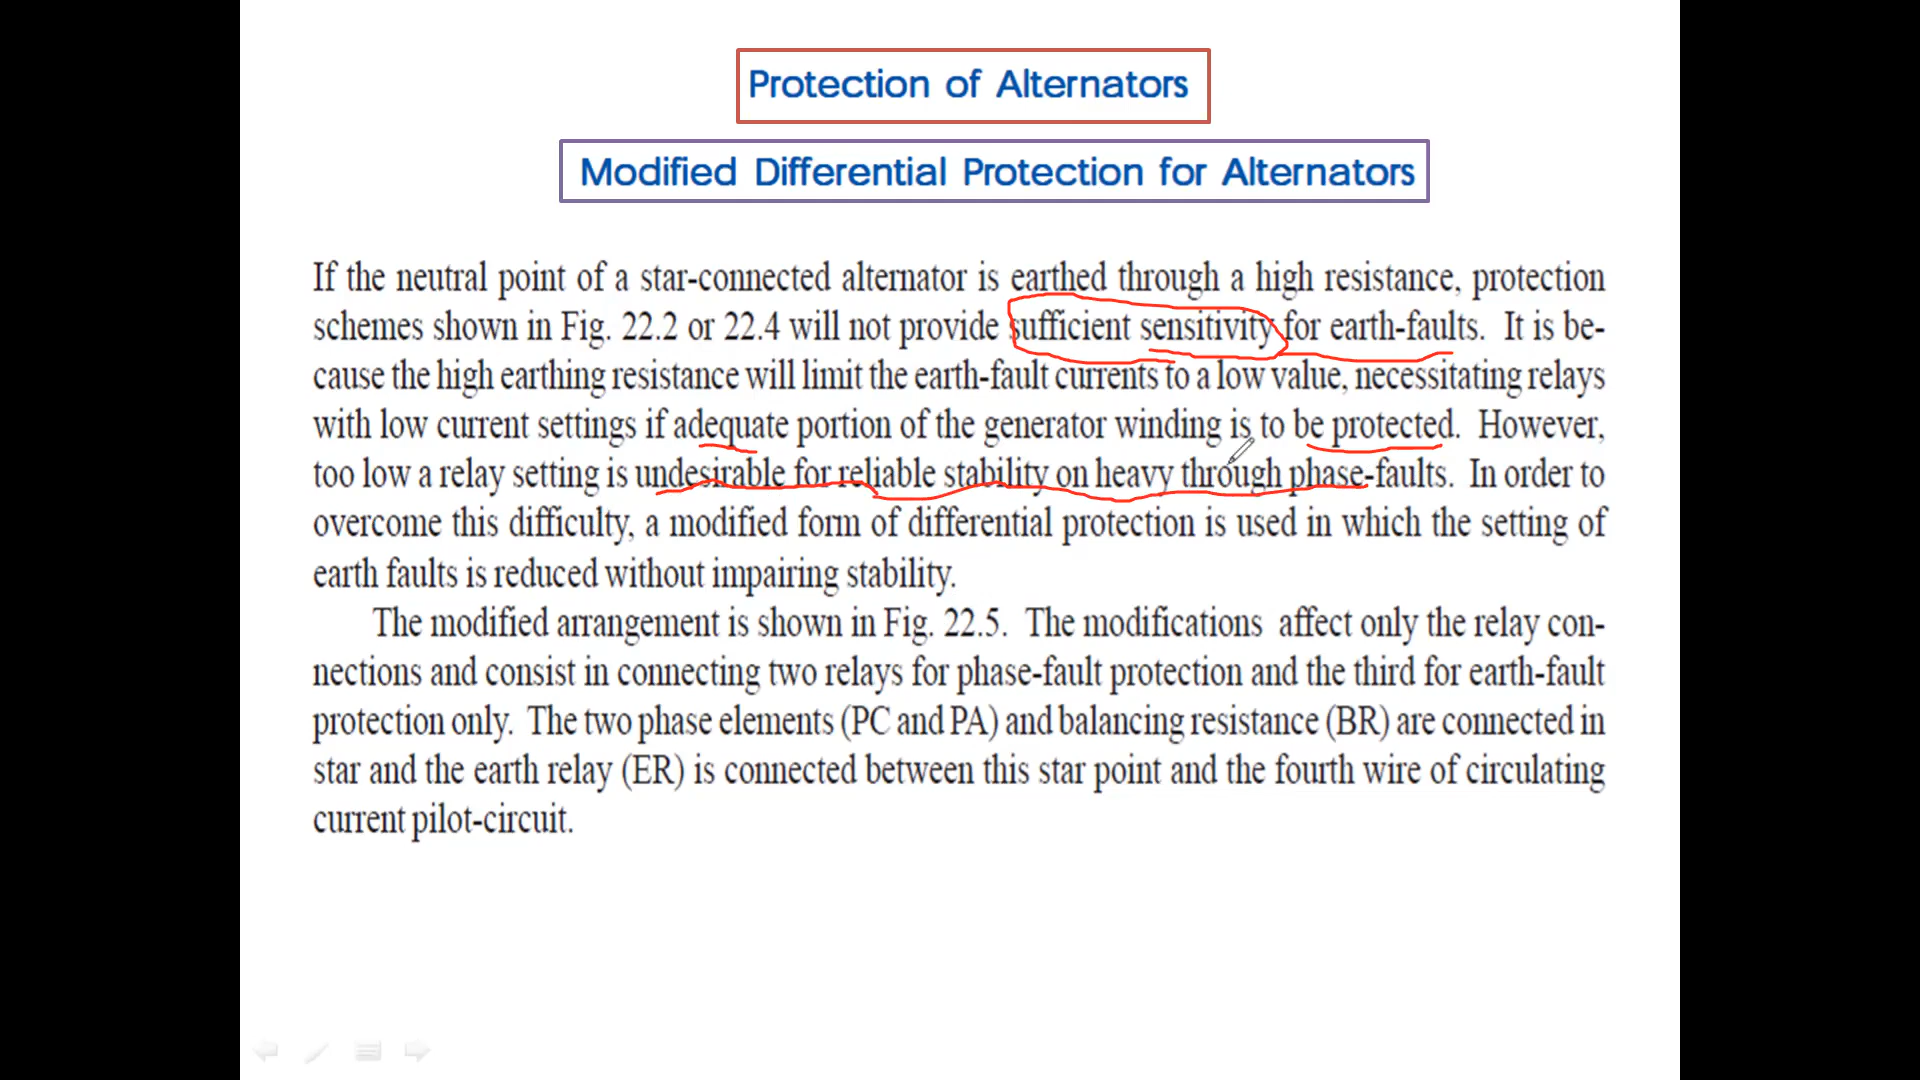 Protection of Alternators
Modified Differential Protection for Alternators
If the neutral point of a star-connected alternator is earthed through a high resistance, protection
schemes shown in Fig. 22.2 or 22.4 will not provide sufficient sensitivity for earth-faults. It is be-
cause the high earthing resistance will limit the earth-fault currents to a low value, necessitating relays
with low current settings if adequate portion of the generator winding is to be protected. However,
too low a relay setting is undesirable for reliable stability on heavy through phase-faults. In order to
overcome this difficulty, a modified form of differential protection is used in which the setting of
earth faults is reduced without impairing stability.
The modified arrangement is shown in Fig. 22.5. The modifications affect only the relay con-
nections and consist in connecting two relays for phase-fault protection and the third for earth-fault
protection only. The two phase elements (PC and PA) and balancing resistance (BR) are connected in
star and the earth relay (ER) is connected between this star point and the fourth wire of circulating
current pilot-circuit.